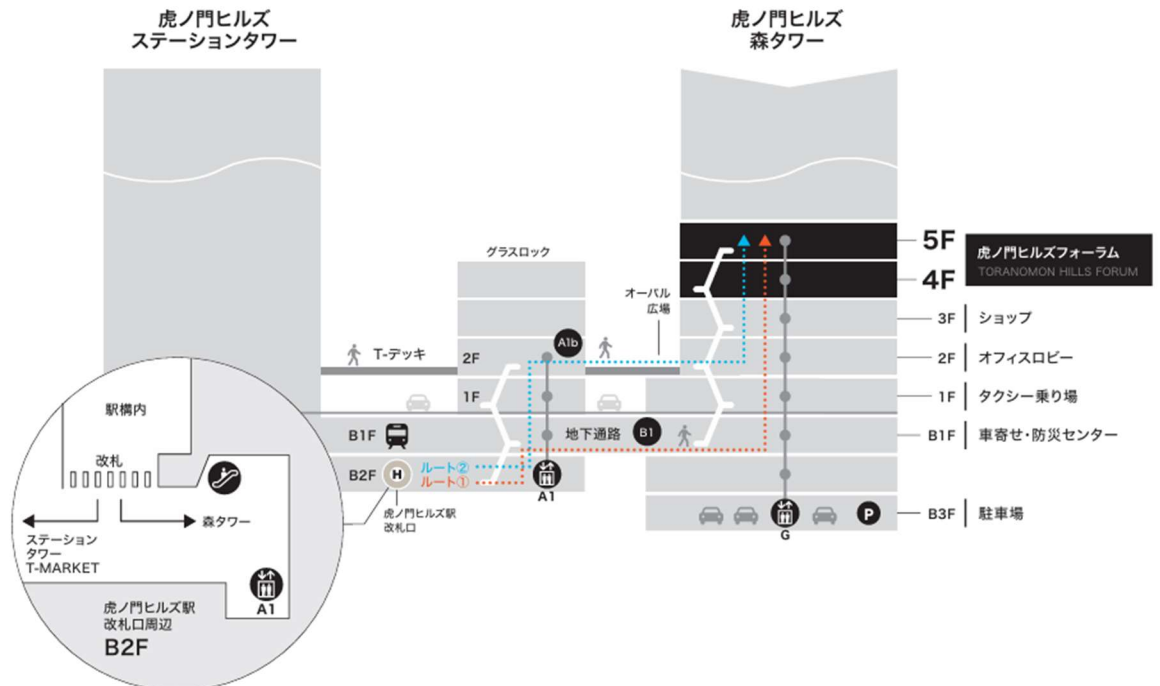 虎ノ門ヒルズ
ステーションタワー
虎ノ門ヒルズ
森タワー
グラスロック
オーバル
広場
T-デッキ
2F
A1b
1F
B1F
地下通路
B1
B2F
H
ルート②
ルート①
A1
虎ノ門ヒルズ駅
改札口
5F
4F
虎ノ門ヒルズフォーラム
TORANOMON HILLS FORUM
3F
ショップ
2F
オフィスロビー
1F
タクシー乗り場
B1F
車寄せ・防災センター
B3F
駐車場
P
G
駅構内
改札
森タワー
ステーション
タワー
T-MARKET
A1
虎ノ門ヒルズ駅
改札口周辺
B2F